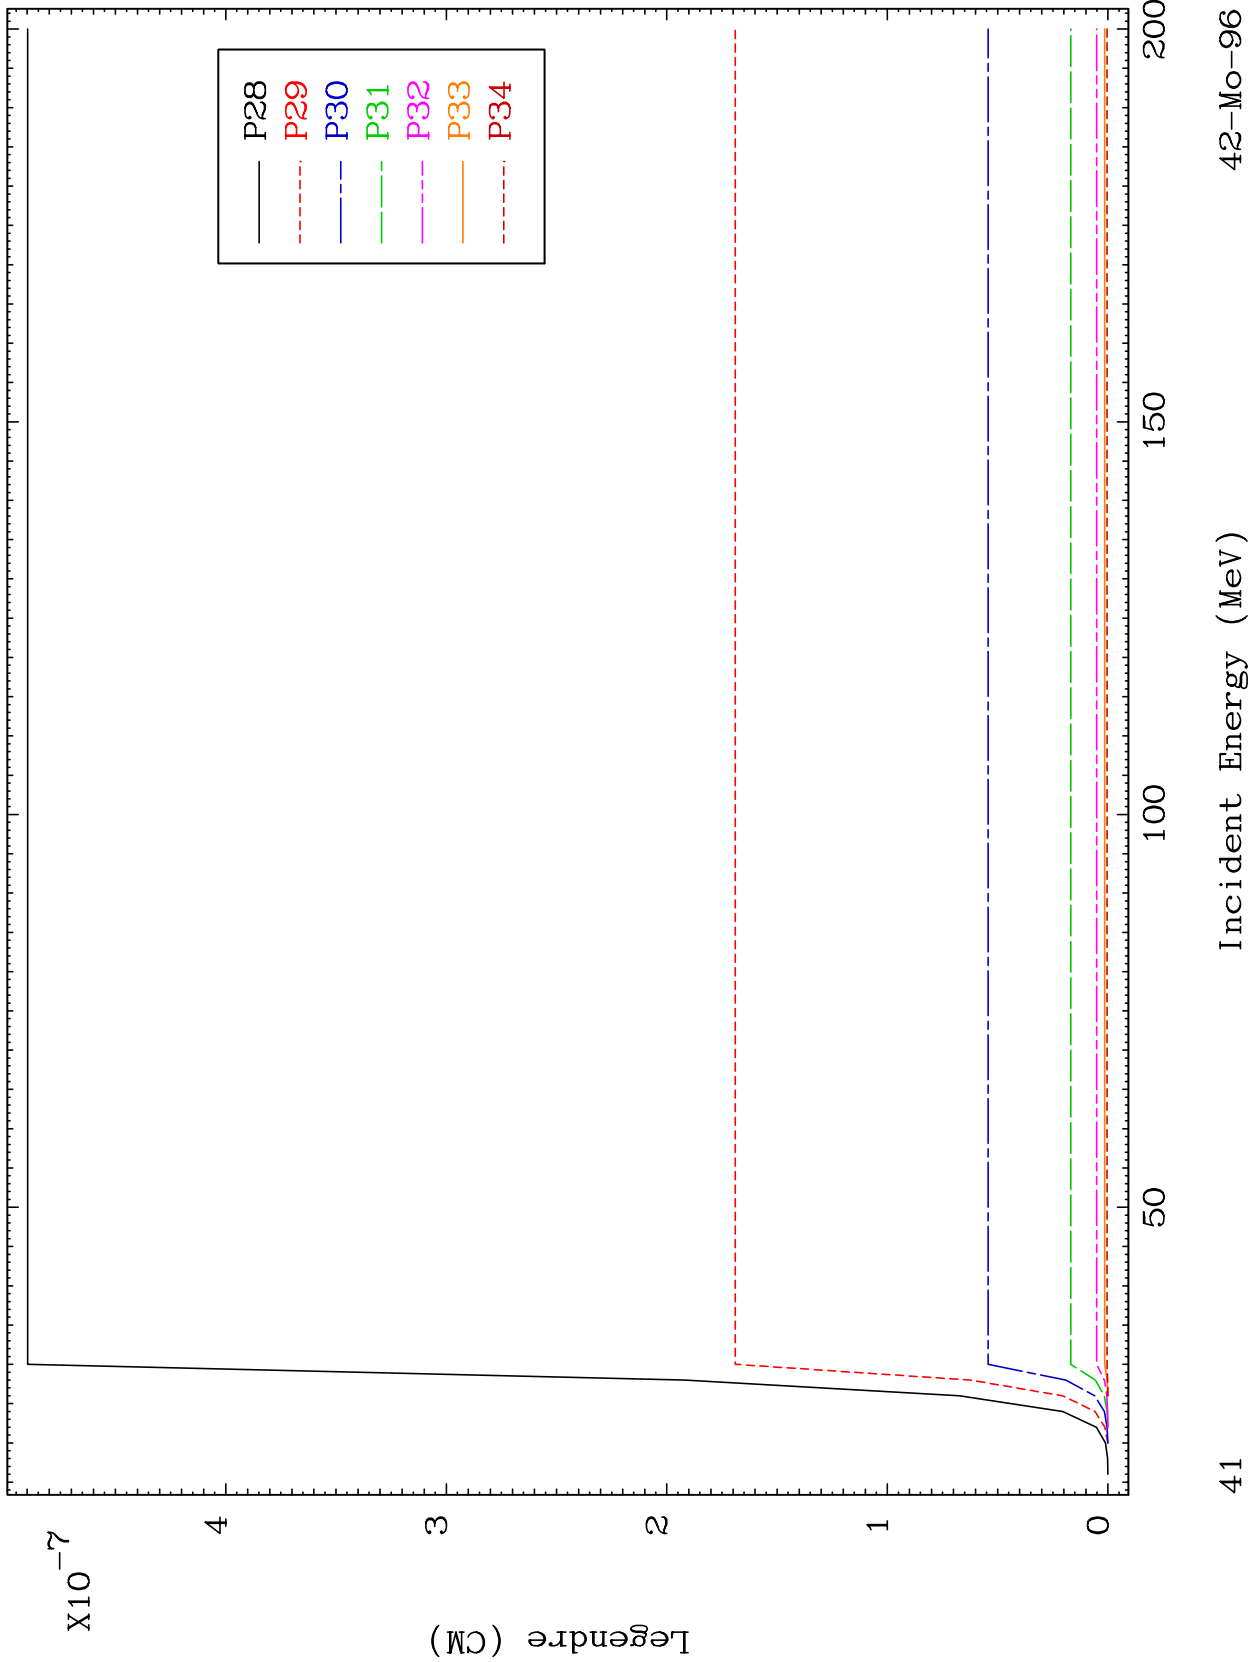 X10-7
Legendre (CM)
4
3
2
1
0
P28
P29
P30
P31
P32
P33
P34
50
100
150
200
Incident Energy (MeV)
41
42-Mo-96